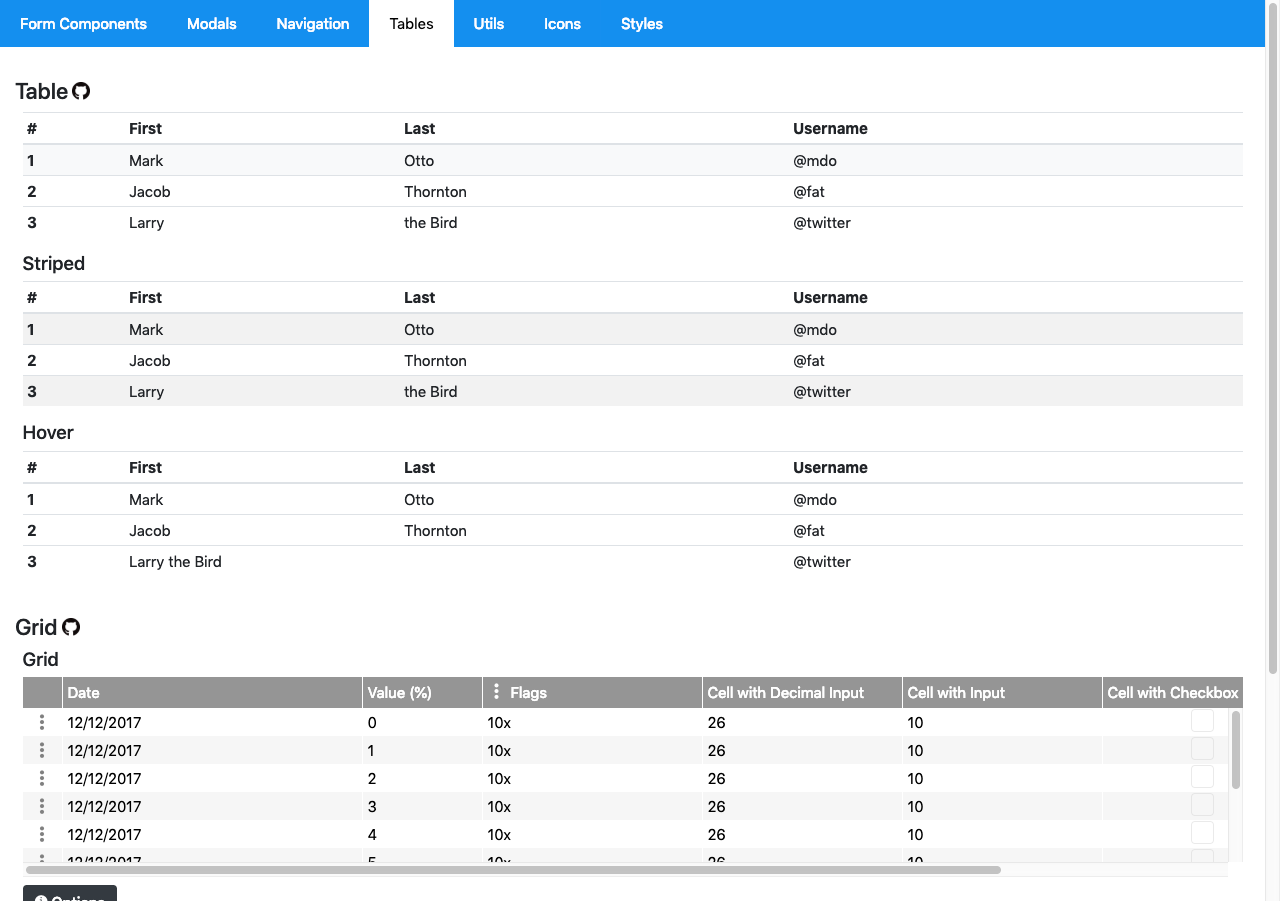 Form Components Modals Navigation Tables Utils Icons Styles
Table
# First Last Username
1 Mark Otto @mdo
2 Jacob Thornton @fat
3 Larry the Bird @twitter
Striped
# First Last Username
1 Mark Otto @mdo
2 Jacob Thornton @fat
3 Larry the Bird @twitter
Hover
# First Last Username
1 Mark Otto @mdo
2 Jacob Thornton @fat
3 Larry the Bird @twitter
Grid
Grid
Date Value (%) Flags Cell with Decimal Input Cell with Input Cell with Checkbox
12/12/2017 0 10x 26 10
12/12/2017 1 10x 26 10
12/12/2017 2 10x 26 10
12/12/2017 3 10x 26 10
12/12/2017 4 10x 26 10
12/12/2017 5 10x 26 10
Options